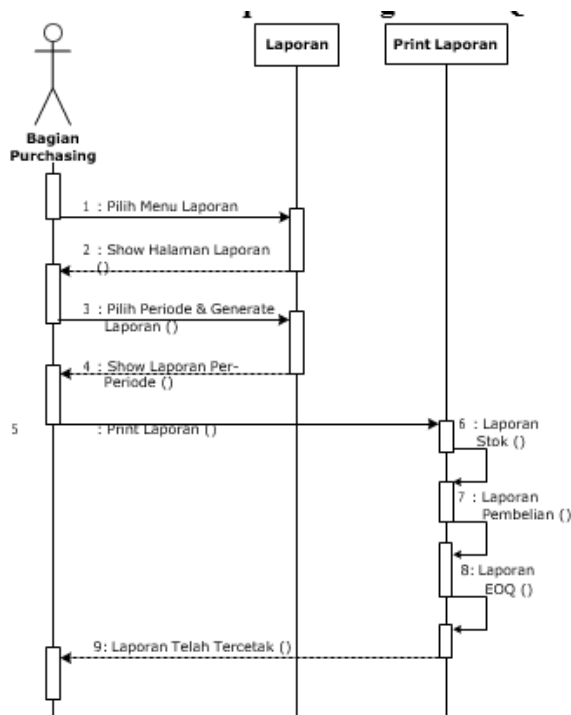 Laporan
Print Laporan
Bagian
Purchasing
1 : Pilih Menu Laporan
2 : Show Halaman Laporan
()
3 : Pilih Periode & Generate
Laporan ()
4 : Show Laporan Per-
Periode ()
5 : Print Laporan ()
6 : Laporan
Stok ()
7 : Laporan
Pembelian ()
8: Laporan
EOQ ()
9: Laporan Telah Tercetak ()